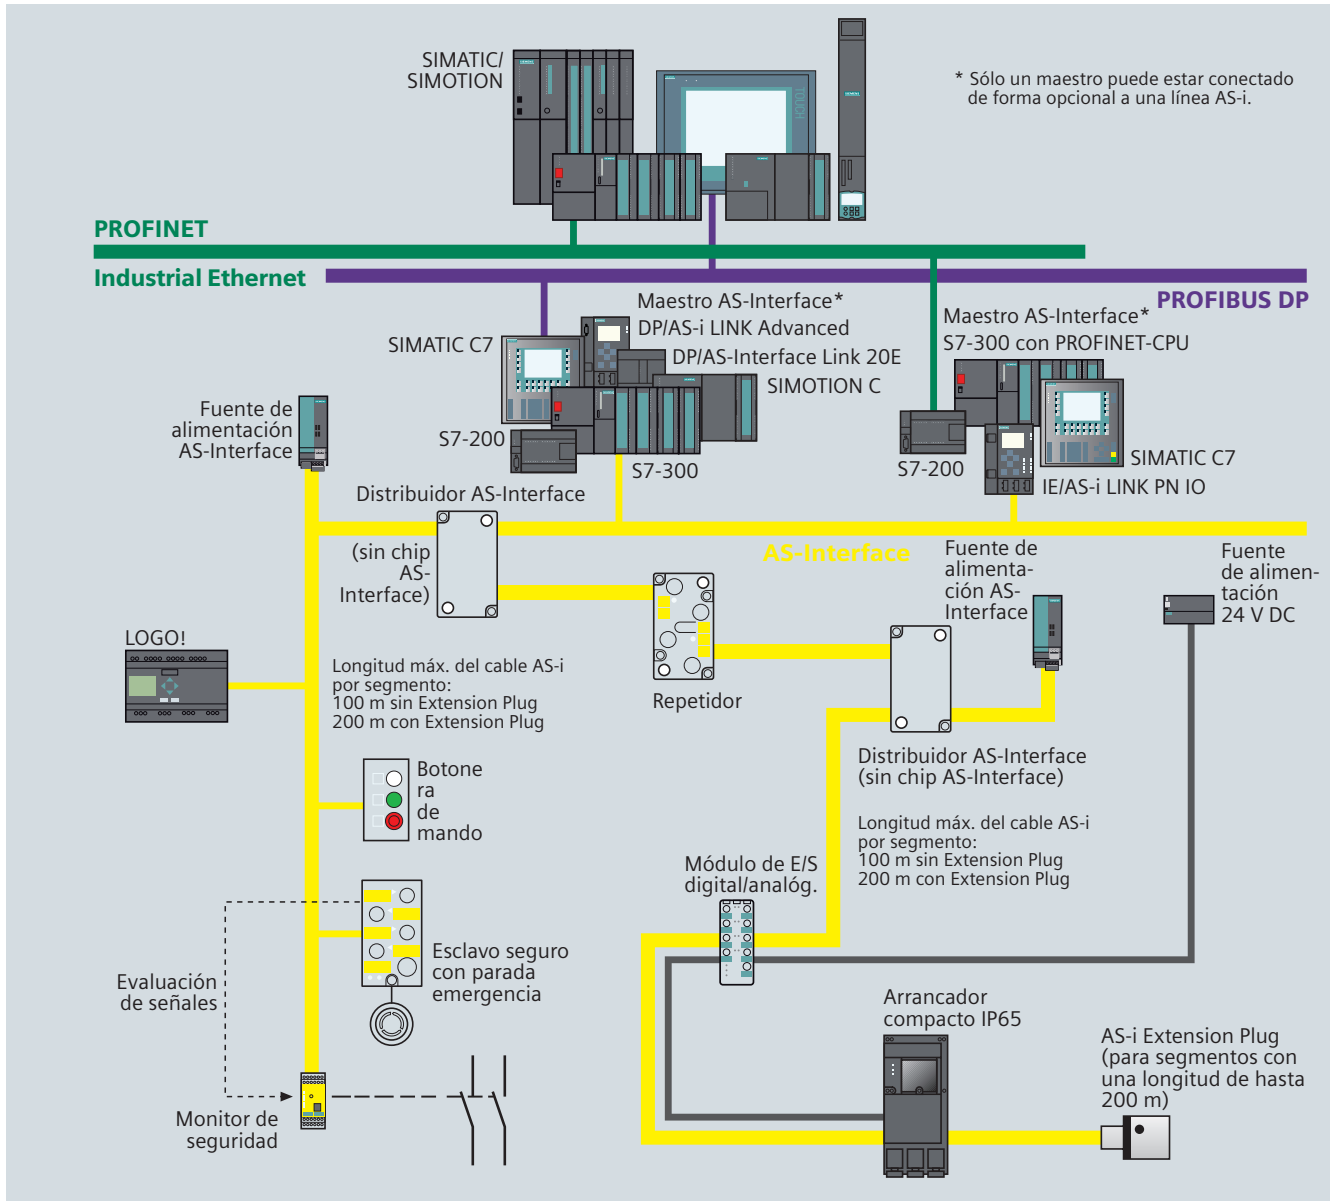 SIMATIC/
SIMOTION
* Sólo un maestro puede estar conectado
de forma opcional a una línea AS-i.
TOUCH
PROFINET
Industrial Ethernet
PROFIBUS DP
Maestro AS-Interface*
DP/AS-i LINK Advanced
DP/AS-Interface Link 20E
SIMOTION C
SIMATIC C7
S7-200
S7-300
Maestro AS-Interface*
S7-300 con PROFINET-CPU
S7-200
SIMATIC C7
IE/AS-i LINK PN IO
Fuente de
alimentación
AS-Interface
Distribuidor AS-Interface
(sin chip
AS-
Interface)
AS-Interface
Fuente de
alimenta-
ción AS-
Interface
Fuente
de alimen-
tación
24 V DC
LOGO!
Longitud máx. del cable AS-i
por segmento:
100 m sin Extension Plug
200 m con Extension Plug
Repetidor
Distribuidor AS-Interface
(sin chip AS-Interface)
Botone
ra
de
mando
Longitud máx. del cable AS-i
por segmento:
100 m sin Extension Plug
200 m con Extension Plug
Módulo de E/S
digital/analóg.
Esclavo seguro
con parada
emergencia
Evaluación
de señales
Arrancador
compacto IP65
AS-i Extension Plug
(para segmentos con
una longitud de hasta
200 m)
Monitor de
seguridad